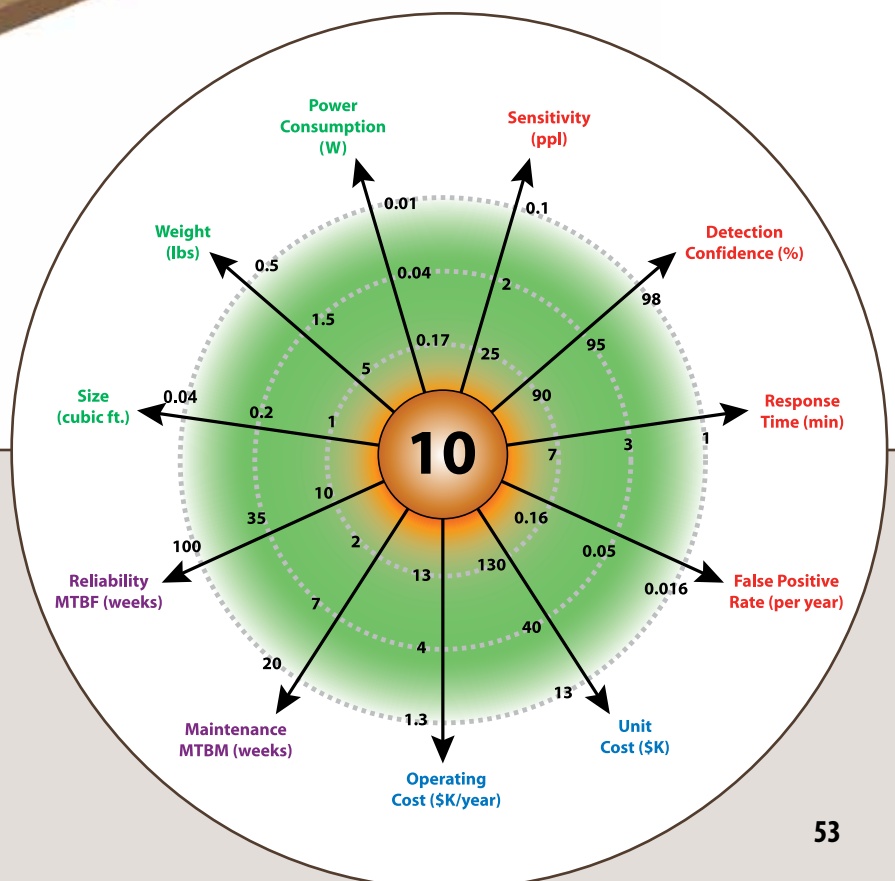 Power
Consumption
(W)
Sensitivity
(ppl)
Weight
(lbs)
Detection
Confidence (%)
0.01
0.1
0.5
98
0.04
2
1.5
95
0.17
25
5
90
Size
(cubic ft.)
0.04
0.2
1
10
7
3
1
Response
Time (min)
10
35
100
0.16
0.05
0.016
Reliability
MTBF (weeks)
False Positive
Rate (per year)
2
13
130
7
4
40
20
1.3
13
Maintenance
MTBM (weeks)
Unit
Cost ($K)
Operating
Cost ($K/year)
53